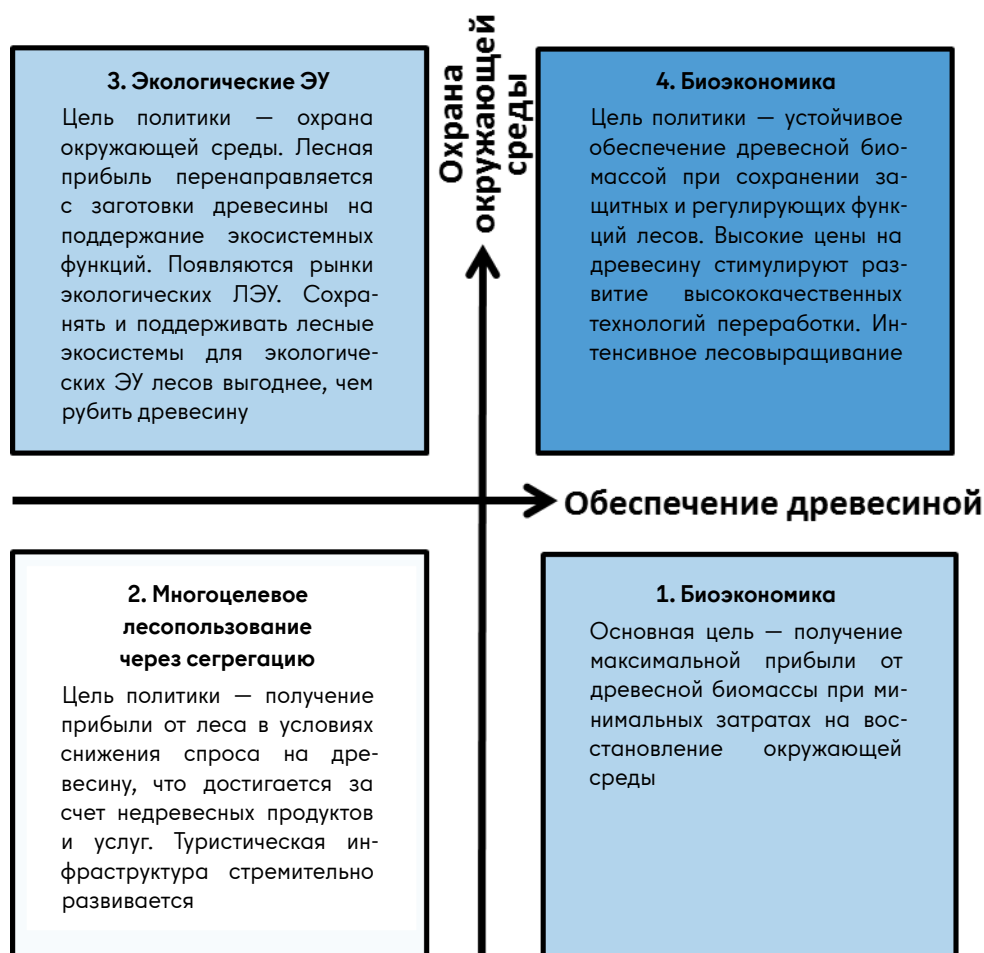 3. Экологические ЭУ
Цель политики — охрана
окружающей среды. Лесная
прибыль перенаправляется
с заготовки древесины на
поддержание экосистемных
функций. Появляются рынки
экологических ЛЭУ. Сохра-
нять и поддерживать лесные
экосистемы для экологиче-
ских ЭУ лесов выгоднее, чем
рубить древесину
Охрана
окружающей
среды
4. Биоэкономика
Цель политики — устойчивое
обеспечение древесной био-
массой при сохранении за-
щитных и регулирующих функ-
ций лесов. Высокие цены на
древесину стимулируют раз-
витие высококачественных
технологий переработки. Ин-
тенсивное лесовыращивание
Обеспечение древесиной
2. Многоцелевое
лесопользование
через сегрегацию
Цель политики — получение
прибыли от леса в условиях
снижения спроса на дре-
весину, что достигается за
счет недревесных продуктов
и услуг. Туристическая ин-
фраструктура стремительно
развивается
1. Биоэкономика
Основная цель — получение
максимальной прибыли от
древесной биомассы при ми-
нимальных затратах на вос-
становление окружающей
среды